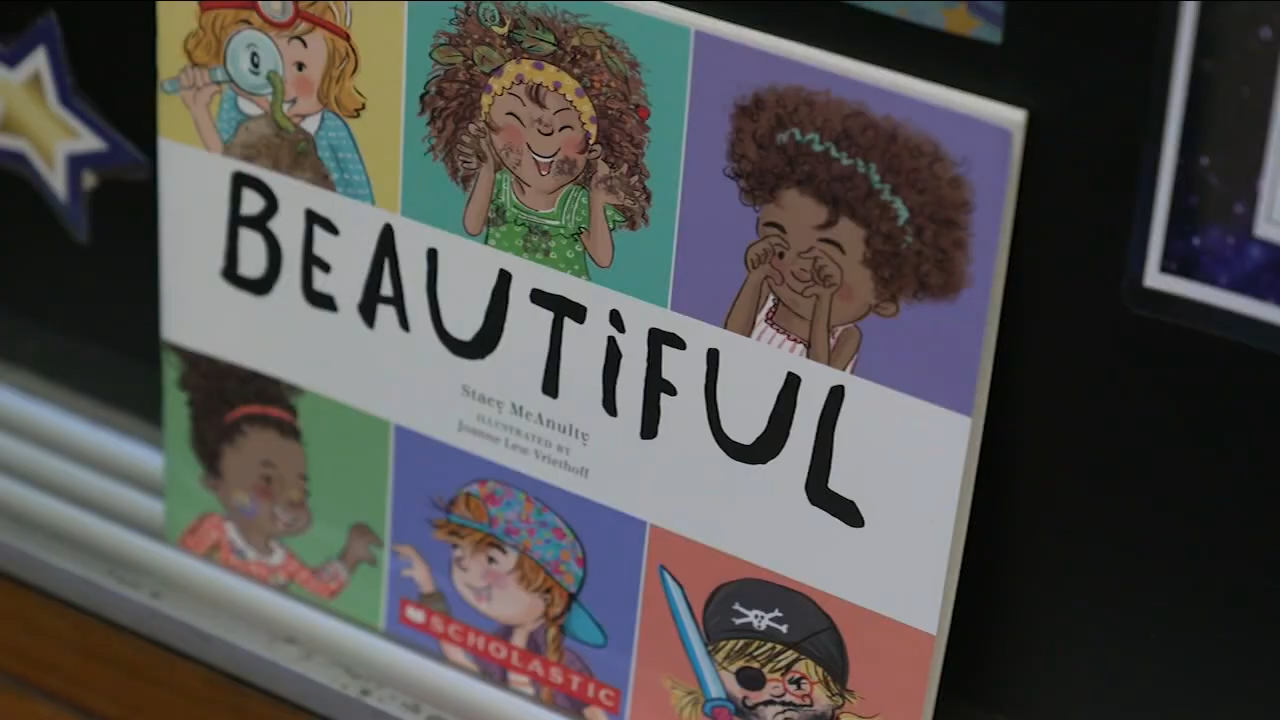 BEAUTiFUL
Stacy McAnulty
ILLUSTRATED BY
Joanne Lew-Vriethoff
SCHOLASTIC